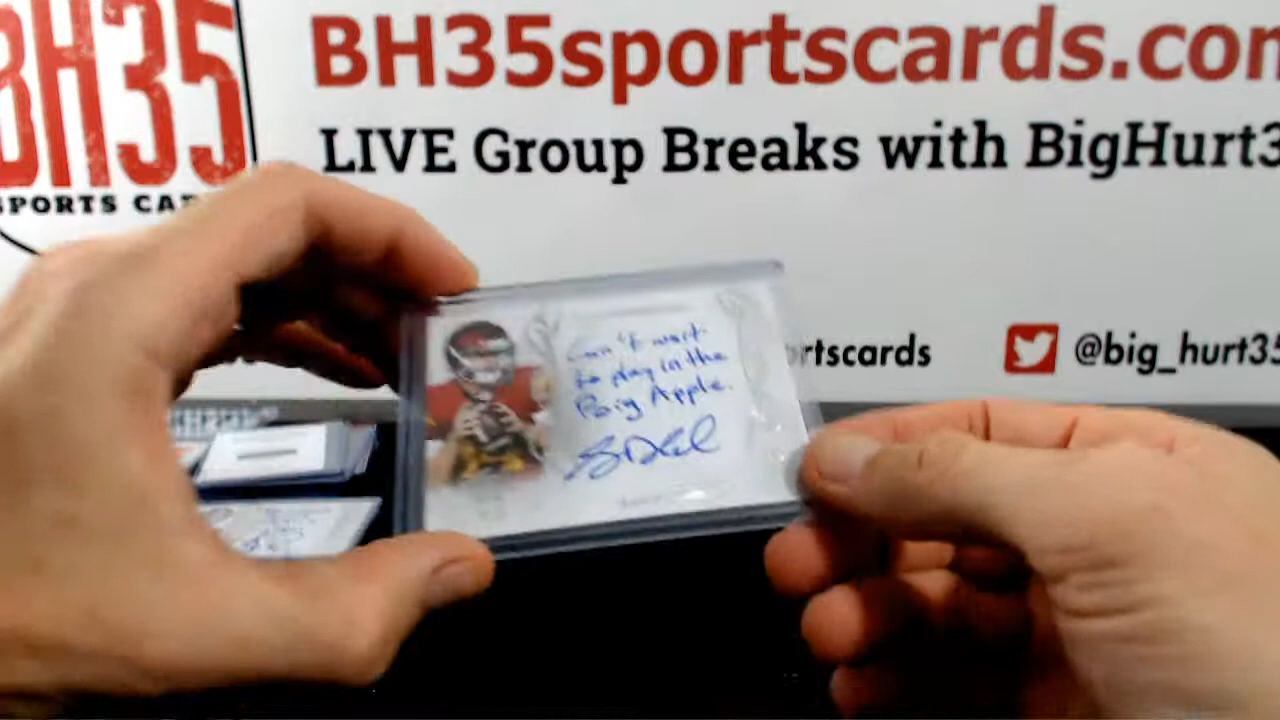 BH35
SPORTS CA
BH35sportscards.com
LIVE Group Breaks with BigHurt3
rtscards
@big_hurt35
Can't wait
to play in the
Big Apple.